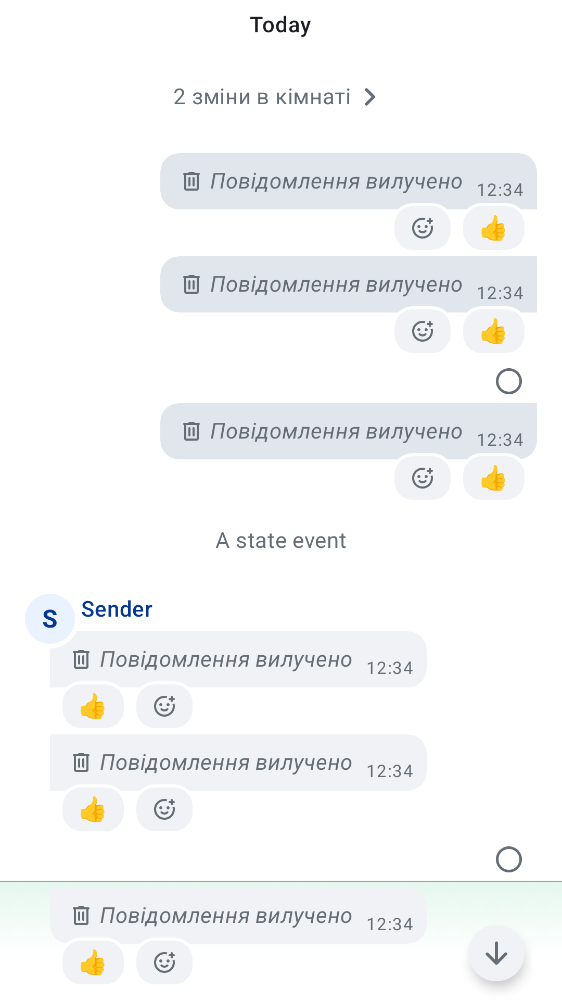 Today
2 зміни в кімнаті
Повідомлення вилучено 12:34
👍
Повідомлення вилучено 12:34
👍
Повідомлення вилучено 12:34
👍
A state event
S Sender
Повідомлення вилучено 12:34
👍
Повідомлення вилучено 12:34
👍
Повідомлення вилучено 12:34
👍